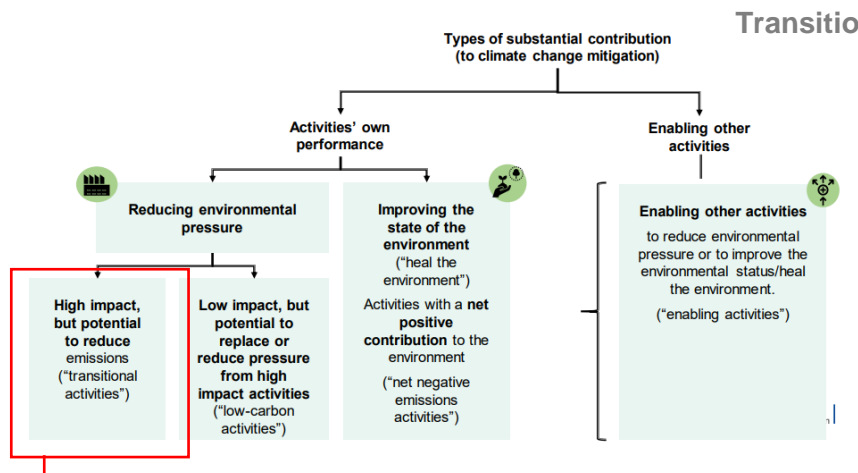 Transitio
Types of substantial contribution
(to climate change mitigation)
Activities' own
performance
Enabling other
activities
Reducing environmental
pressure
Improving the
state of the
environment
("heal the
environment")
Activities with a net
positive
contribution to the
environment
("net negative
emissions
activities")
Enabling other activities
to reduce environmental
pressure or to improve the
environmental status/heal
the environment.
("enabling activities")
High impact,
but potential
to reduce
emissions
("transitional
activities")
Low impact, but
potential to
replace or
reduce pressure
from high
impact activities
("low-carbon
activities")